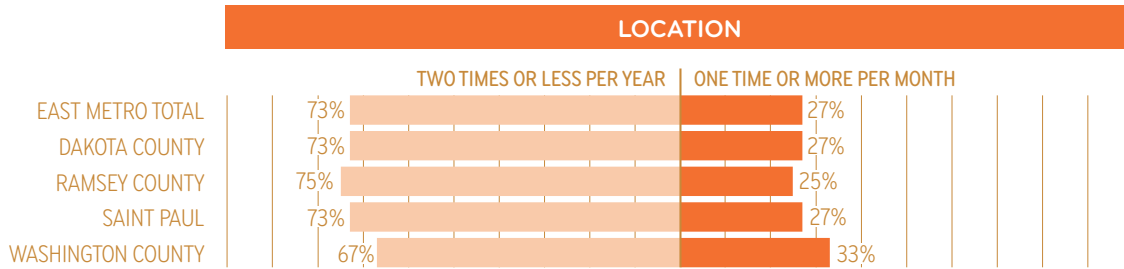 LOCATION
TWO TIMES OR LESS PER YEAR ONE TIME OR MORE PER MONTH
EAST METRO TOTAL 73% 27%
DAKOTA COUNTY 73% 27%
RAMSEY COUNTY 75% 25%
SAINT PAUL 73% 27%
WASHINGTON COUNTY 67% 33%